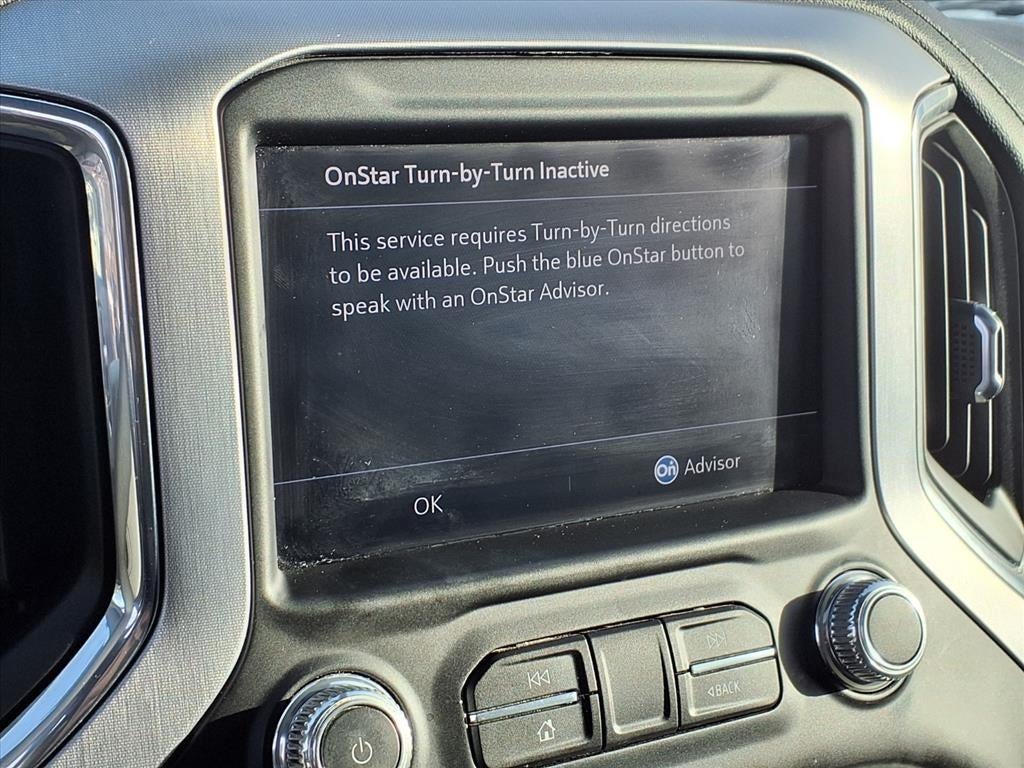 OnStar Turn-by-Turn Inactive
This service requires Turn-by-Turn directions
to be available. Push the blue OnStar button to
speak with an OnStar Advisor.
OK
On Advisor
BACK